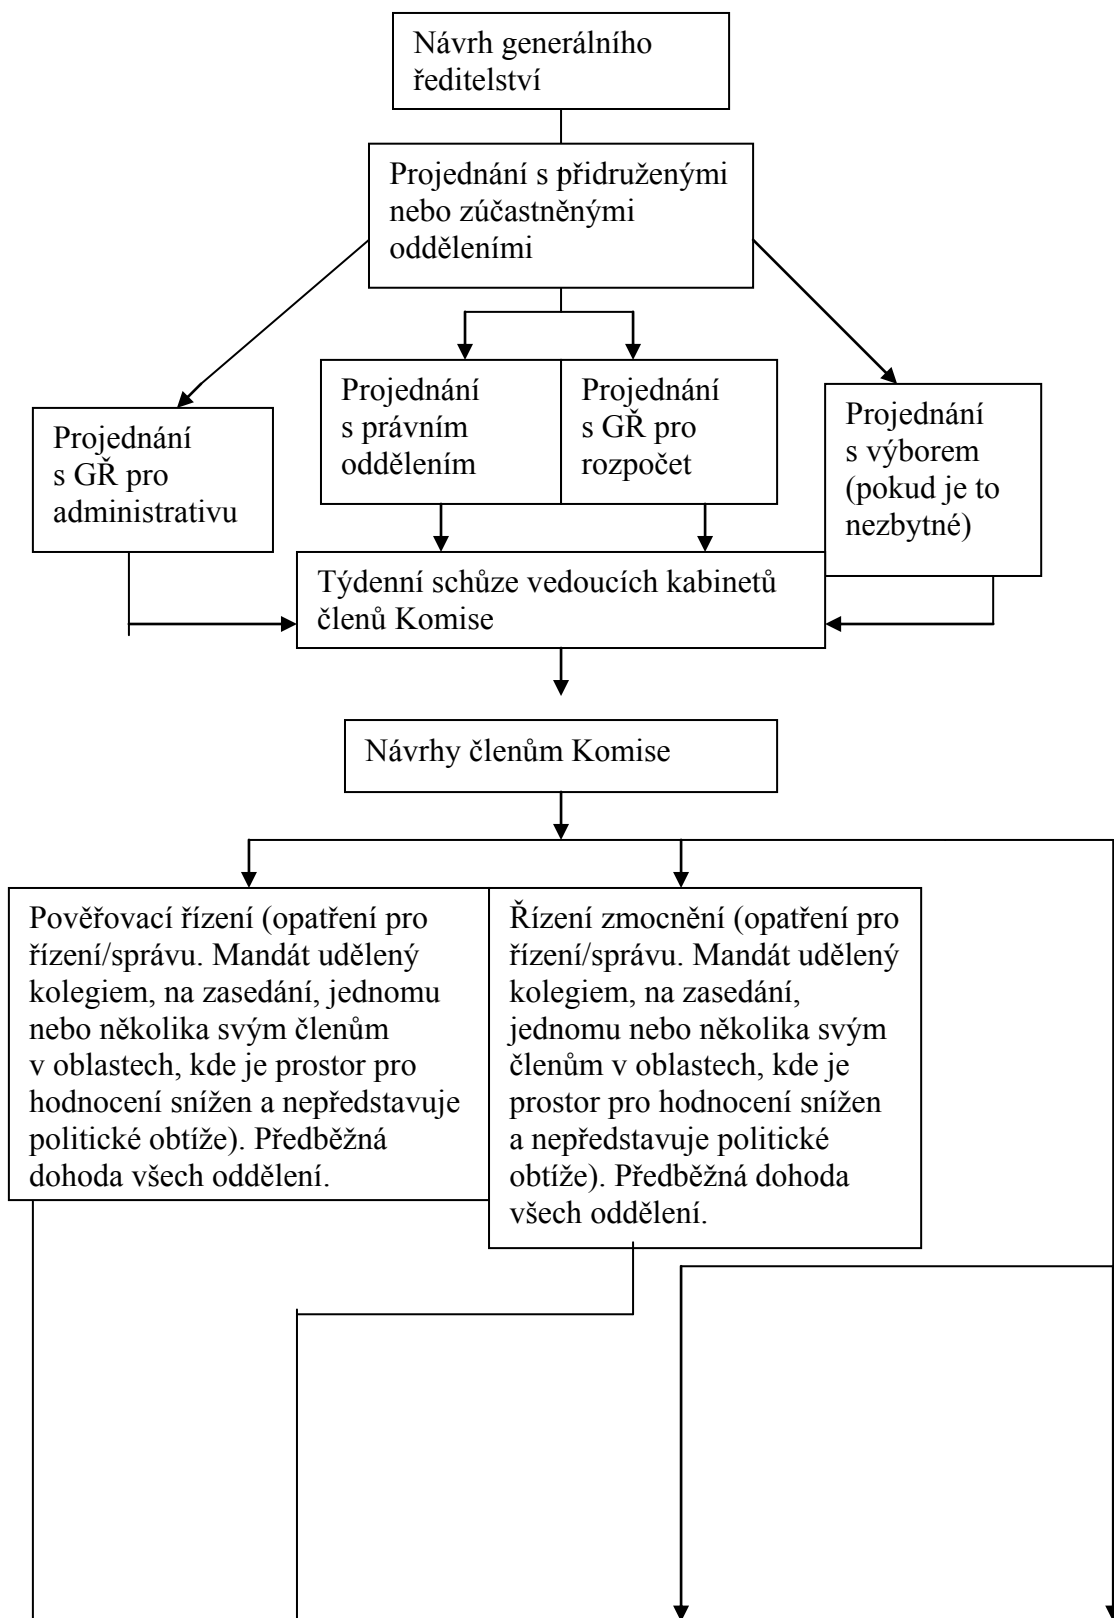 Návrh generálního
ředitelství
Projednání s přidruženými
nebo zúčastněnými
odděleními
Projednání
s GŘ pro
administrativu
Projednání
s právním
oddělením
Projednání
s GŘ pro
rozpočet
Projednání
s výborem
(pokud je to
nezbytné)
Týdenní schůze vedoucích kabinetů
členů Komise
Návrhy členům Komise
Pověřovací řízení (opatření pro
řízení/správu. Mandát udělený
kolegiem, na zasedání, jednomu
nebo několika svým členům
v oblastech, kde je prostor pro
hodnocení snížen a nepředstavuje
politické obtíže). Předběžná
dohoda všech oddělení.
Řízení zmocnění (opatření pro
řízení/správu. Mandát udělený
kolegiem, na zasedání,
jednomu nebo několika svým
členům v oblastech, kde je
prostor pro hodnocení snížen
a nepředstavuje politické
obtíže). Předběžná dohoda
všech oddělení.